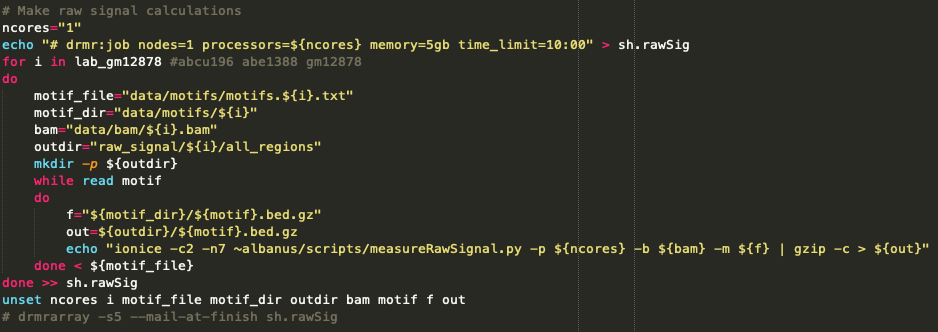 # Make raw signal calculations
ncores="1"
echo "# drmr:job nodes=1 processors=${ncores} memory=5gb time_limit=10:00" > sh.rawSig
for i in lab_gm12878 #abcu196 abe1388 gm12878
do
    motif_file="data/motifs/motifs.${i}.txt"
    motif_dir="data/motifs/${i}"
    bam="data/bam/${i}.bam"
    outdir="raw_signal/${i}/all_regions"
    mkdir -p ${outdir}
    while read motif
    do
        f="${motif_dir}/${motif}.bed.gz"
        out=${outdir}/${motif}.bed.gz
        echo "ionice -c2 -n7 ~albanus/scripts/measureRawSignal.py -p ${ncores} -b ${bam} -m ${f} | gzip -c > ${out}"
    done < ${motif_file}
done >> sh.rawSig
unset ncores i motif_file motif_dir outdir bam motif f out
# drmrarray -s5 --mail-at-finish sh.rawSig